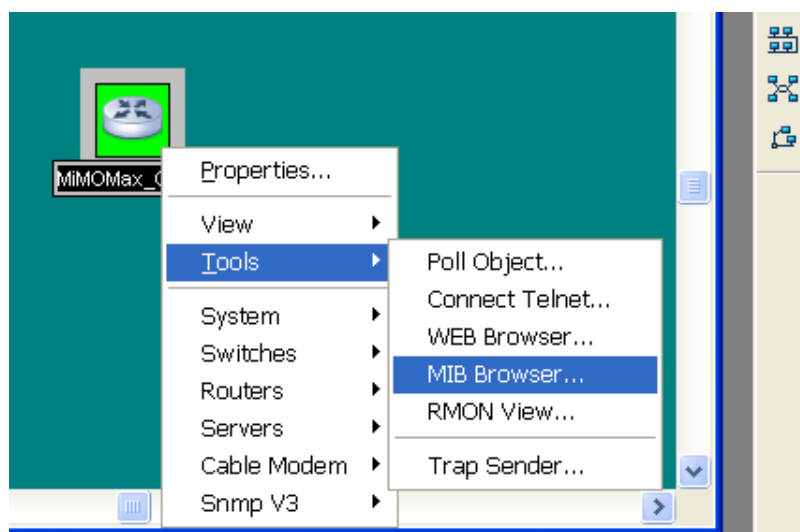 MiMOMax_
Properties...
View
Tools
System
Switches
Routers
Servers
Cable Modem
Snmp V3
Poll Object...
Connect Telnet...
WEB Browser...
MIB Browser...
RMON View...
Trap Sender...